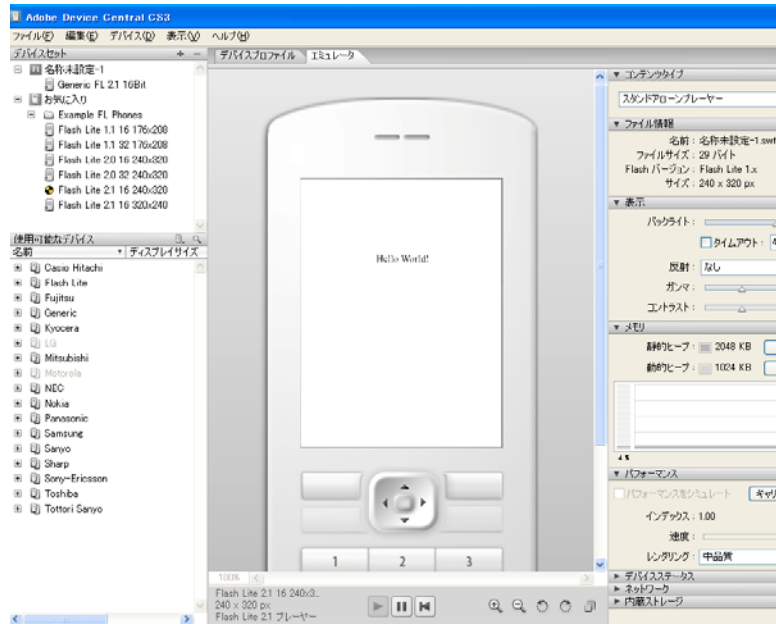 Adobe Device Central CS3
ファイル(F) 編集(E) デバイス(D) 表示(V) ヘルプ(H)
デバイスセット
デバイスプロファイル エミュレータ
名称未設定-1
Generic FL 2.1 16Bit
お気に入り
Example FL Phones
Flash Lite 1.1 16 176x208
Flash Lite 1.1 32 176x208
Flash Lite 2.0 16 240x320
Flash Lite 2.0 32 240x320
Flash Lite 2.1 16 240x320
Flash Lite 2.1 16 320x240
使用可能なデバイス
名前 ディスプレイサイズ
Casio Hitachi
Flash Lite
Fujitsu
Generic
Kyocera
LG
Mitsubishi
Motorola
NEC
Nokia
Panasonic
Samsung
Sanyo
Sharp
Sony-Ericsson
Toshiba
Tottori Sanyo
Hello World!
1 2 3
100%
Flash Lite 2.1 16 240x3...
240 x 320 px
Flash Lite 2.1 プレーヤー
コンテンツタイプ
スタンドアローンプレーヤー
ファイル情報
名前 : 名称未設定-1.swf
ファイルサイズ : 29 バイト
Flash バージョン : Flash Lite 1.x
サイズ : 240 x 320 px
表示
バックライト :
タイムアウト : 4
反射 : なし
ガンマ :
コントラスト :
メモリ
静的ヒープ : 2048 KB
動的ヒープ : 1024 KB
パフォーマンス
パフォーマンスをシミュレート キャリ
インデックス : 1.00
速度 :
レンダリング : 中品質
デバイスステータス
ネットワーク
内蔵ストレージ